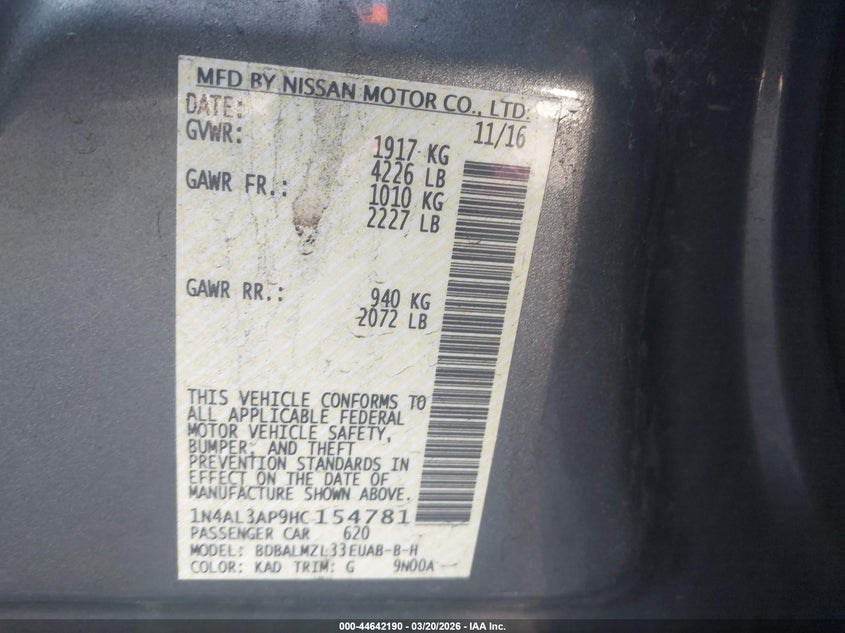 MFD BY NISSAN MOTOR CO., LTD.
DATE: 11/16
GVWR: 1917 KG
4226 LB
GAWR FR.: 1010 KG
2227 LB
GAWR RR.: 940 KG
2072 LB
THIS VEHICLE CONFORMS TO
ALL APPLICABLE FEDERAL
MOTOR VEHICLE SAFETY,
BUMPER, AND THEFT
PREVENTION STANDARDS IN
EFFECT ON THE DATE OF
MANUFACTURE SHOWN ABOVE.
1N4AL3AP9HC154781
PASSENGER CAR 620
MODEL: BDBALMZL33EUAB-B-H
COLOR: KAD TRIM: G 9N00A
000-44642190 - 03/20/2026 - IAA Inc.